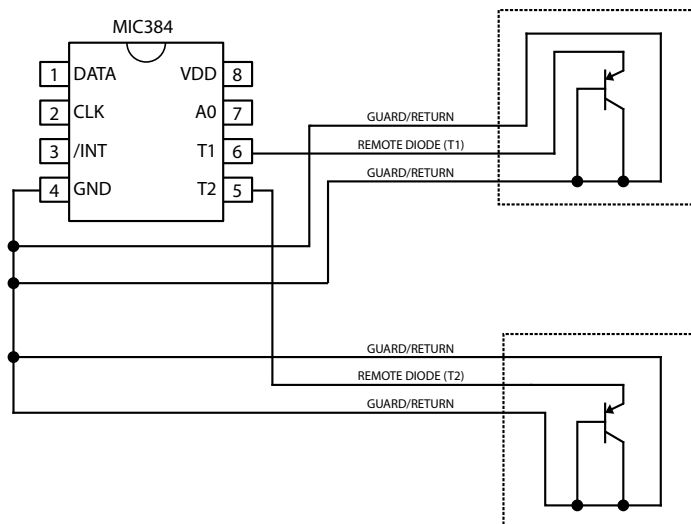 MIC384
1 DATA VDD 8
2 CLK A0 7
3 /INT T1 6
4 GND T2 5
GUARD/RETURN
REMOTE DIODE (T1)
GUARD/RETURN
GUARD/RETURN
REMOTE DIODE (T2)
GUARD/RETURN